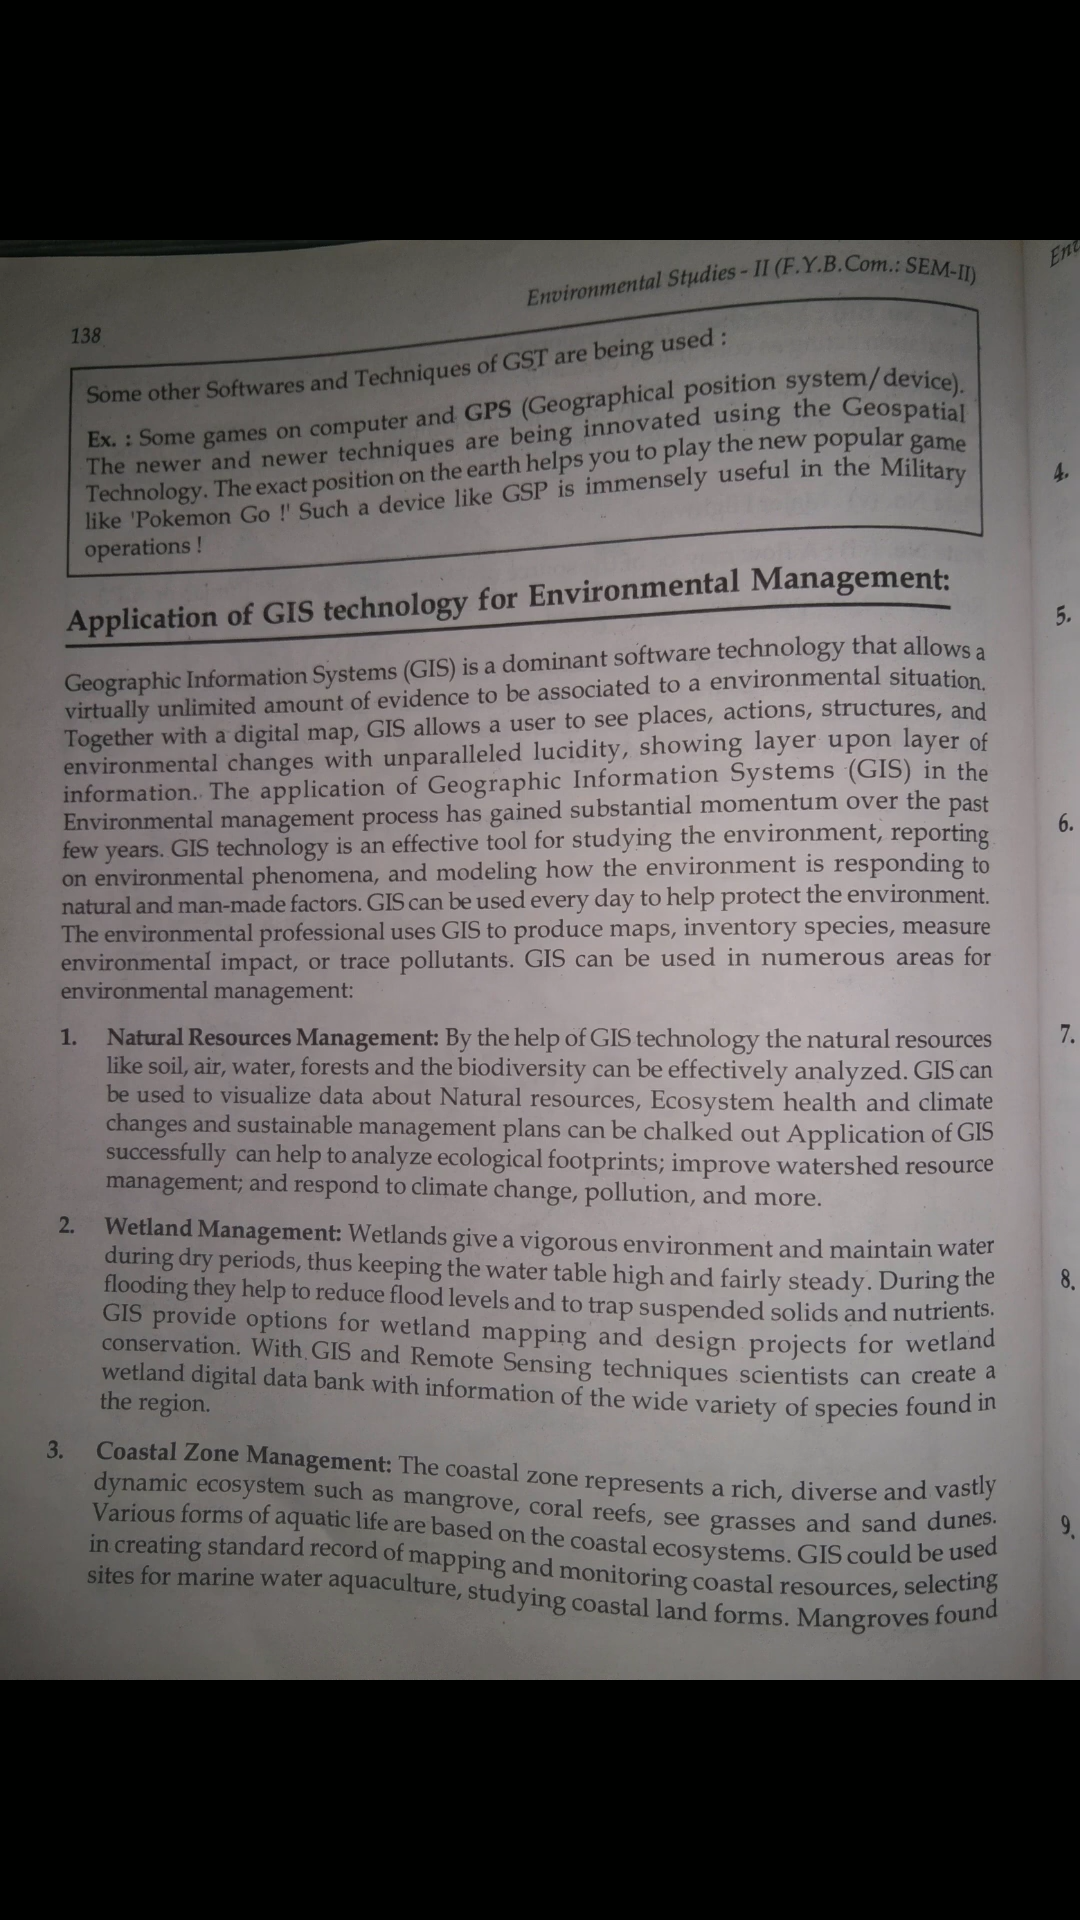 Environmental Studies - II (F.Y.B.Com.: SEM-II)
138
Some other Softwares and Techniques of GST are being used :
Ex. : Some games on computer and GPS (Geographical position system/device).
The newer and newer techniques are being innovated using the Geospatial
Technology. The exact position on the earth helps you to play the new popular game
like 'Pokemon Go !' Such a device like GSP is immensely useful in the Military
operations !
Application of GIS technology for Environmental Management:
Geographic Information Systems (GIS) is a dominant software technology that allows a
virtually unlimited amount of evidence to be associated to a environmental situation.
Together with a digital map, GIS allows a user to see places, actions, structures, and
environmental changes with unparalleled lucidity, showing layer upon layer of
information. The application of Geographic Information Systems (GIS) in the
Environmental management process has gained substantial momentum over the past
few years. GIS technology is an effective tool for studying the environment, reporting
on environmental phenomena, and modeling how the environment is responding to
natural and man-made factors. GIS can be used every day to help protect the environment.
The environmental professional uses GIS to produce maps, inventory species, measure
environmental impact, or trace pollutants. GIS can be used in numerous areas for
environmental management:
1. Natural Resources Management: By the help of GIS technology the natural resources
like soil, air, water, forests and the biodiversity can be effectively analyzed. GIS can
be used to visualize data about Natural resources, Ecosystem health and climate
changes and sustainable management plans can be chalked out Application of GIS
successfully can help to analyze ecological footprints; improve watershed resource
management; and respond to climate change, pollution, and more.
2. Wetland Management: Wetlands give a vigorous environment and maintain water
during dry periods, thus keeping the water table high and fairly steady. During the
flooding they help to reduce flood levels and to trap suspended solids and nutrients.
GIS provide options for wetland mapping and design projects for wetland
conservation. With GIS and Remote Sensing techniques scientists can create a
wetland digital data bank with information of the wide variety of species found in
the region.
3. Coastal Zone Management: The coastal zone represents a rich, diverse and vastly
dynamic ecosystem such as mangrove, coral reefs, see grasses and sand dunes.
Various forms of aquatic life are based on the coastal ecosystems. GIS could be used
in creating standard record of mapping and monitoring coastal resources, selecting
sites for marine water aquaculture, studying coastal land forms. Mangroves found
4.
5.
6.
7.
8.
9.